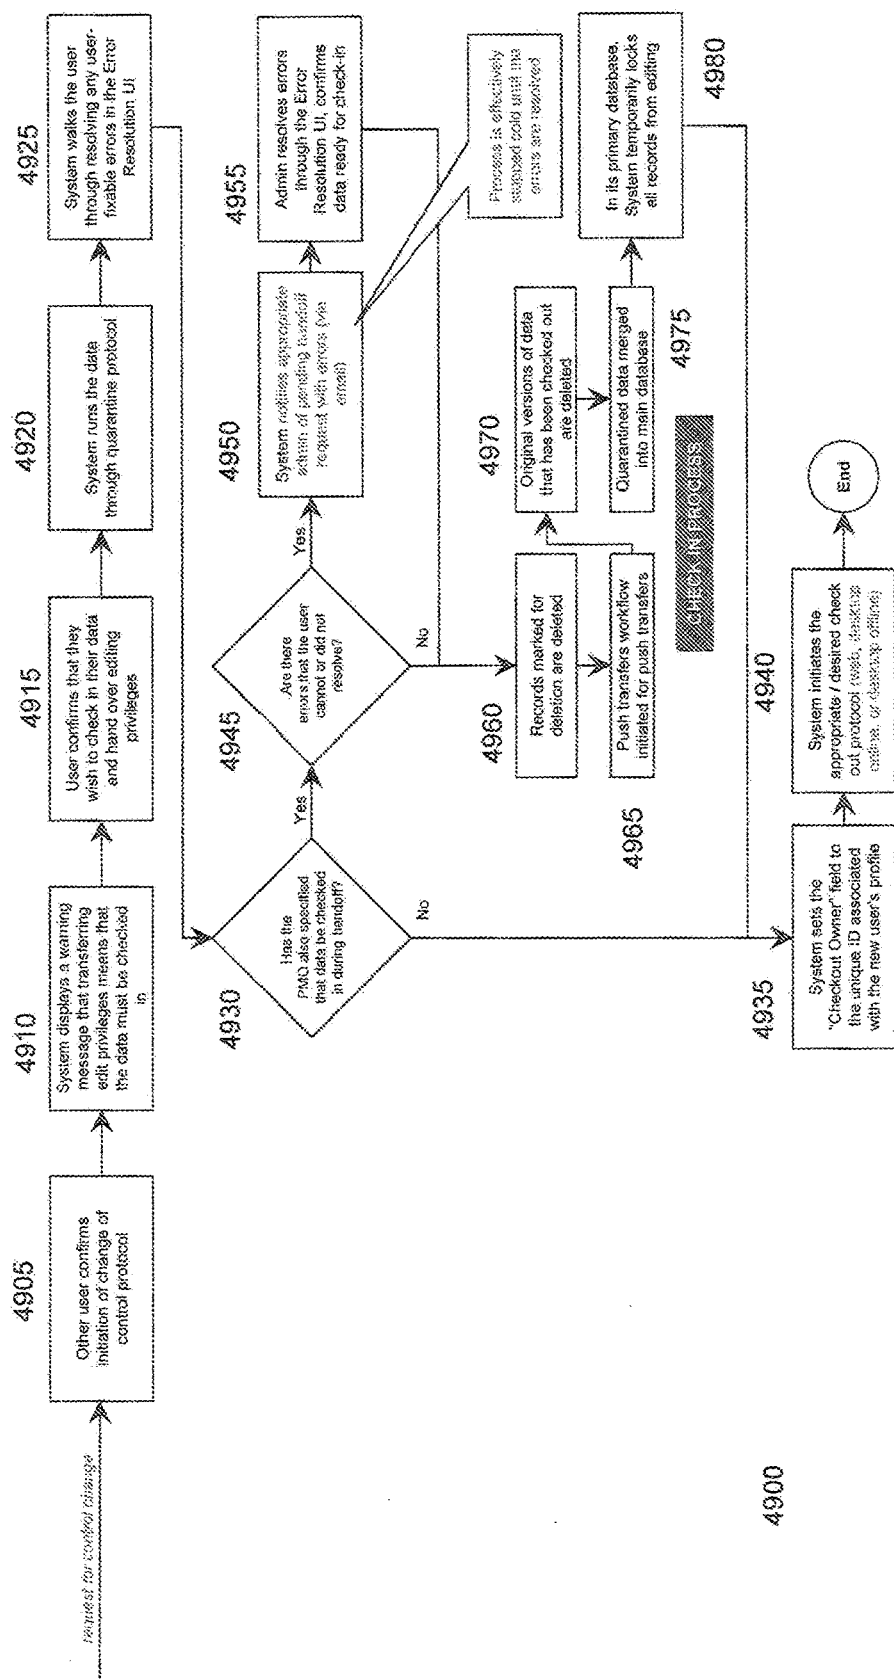 request for control change
4905
Other user confirms
initiation of change of
control protocol
4910
System displays a warning
message that transferring
edit privileges means that
the data must be checked
in
4915
User confirms that they
wish to check in their data
and hand over editing
privileges
4920
System runs the data
through quarantine protocol
4925
System walks the user
through resolving any user-
fixable errors in the Error
Resolution UI
4930
Has the
PMO also specified
that data be checked
in during handoff?
Yes
No
4945
Are there
errors that the user
cannot or did not
resolve?
Yes
No
4950
System notifies appropriate
admin of pending handoff
request with errors (via
email)
4955
Admin resolves errors
through the Error
Resolution UI, confirms
data ready for check-in
Process is effectively
stopped cold until the
errors are resolved
4960
Records marked for
deletion are deleted
4965
Push transfers workflow
initiated for push transfers
4970
Original versions of data
that has been checked out
are deleted
Quarantined data merged
into main database
4975
In its primary database,
System temporarily locks
all records from editing
4980
CHECK IN PROCESS
4935
System sets the
"Checkout Owner" field to
the unique ID associated
with the new user's profile
4940
System initiates the
appropriate / desired check
out protocol (web, desktop
online, or desktop offline)
End
4900